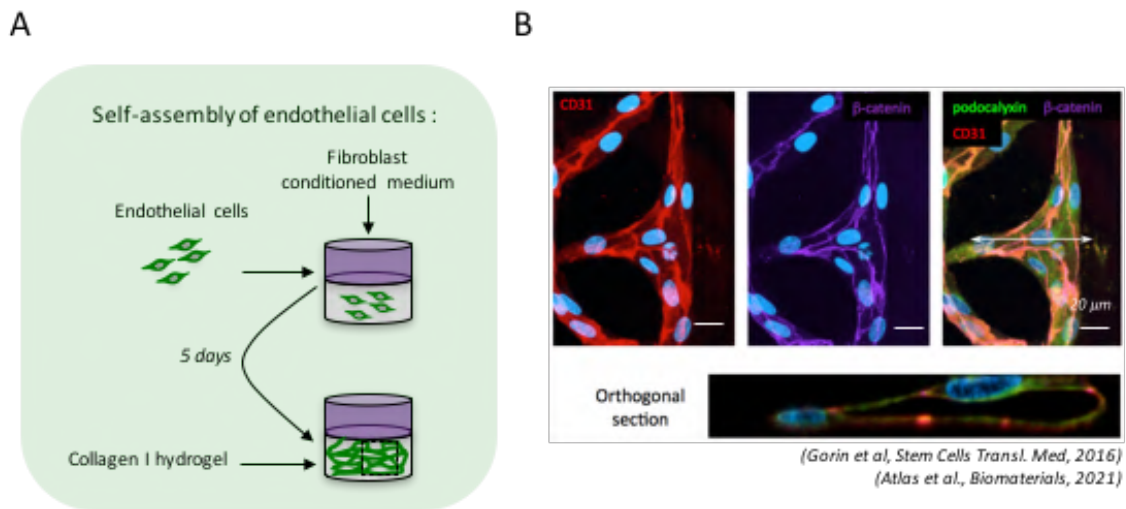 A
Self-assembly of endothelial cells :
Fibroblast
conditioned medium
Endothelial cells
5 days
Collagen I hydrogel
B
CD31
β-catenin
podocalyxin β-catenin
CD31
20 µm
Orthogonal
section
(Gorin et al, Stem Cells Transl. Med, 2016)
(Atlas et al., Biomaterials, 2021)